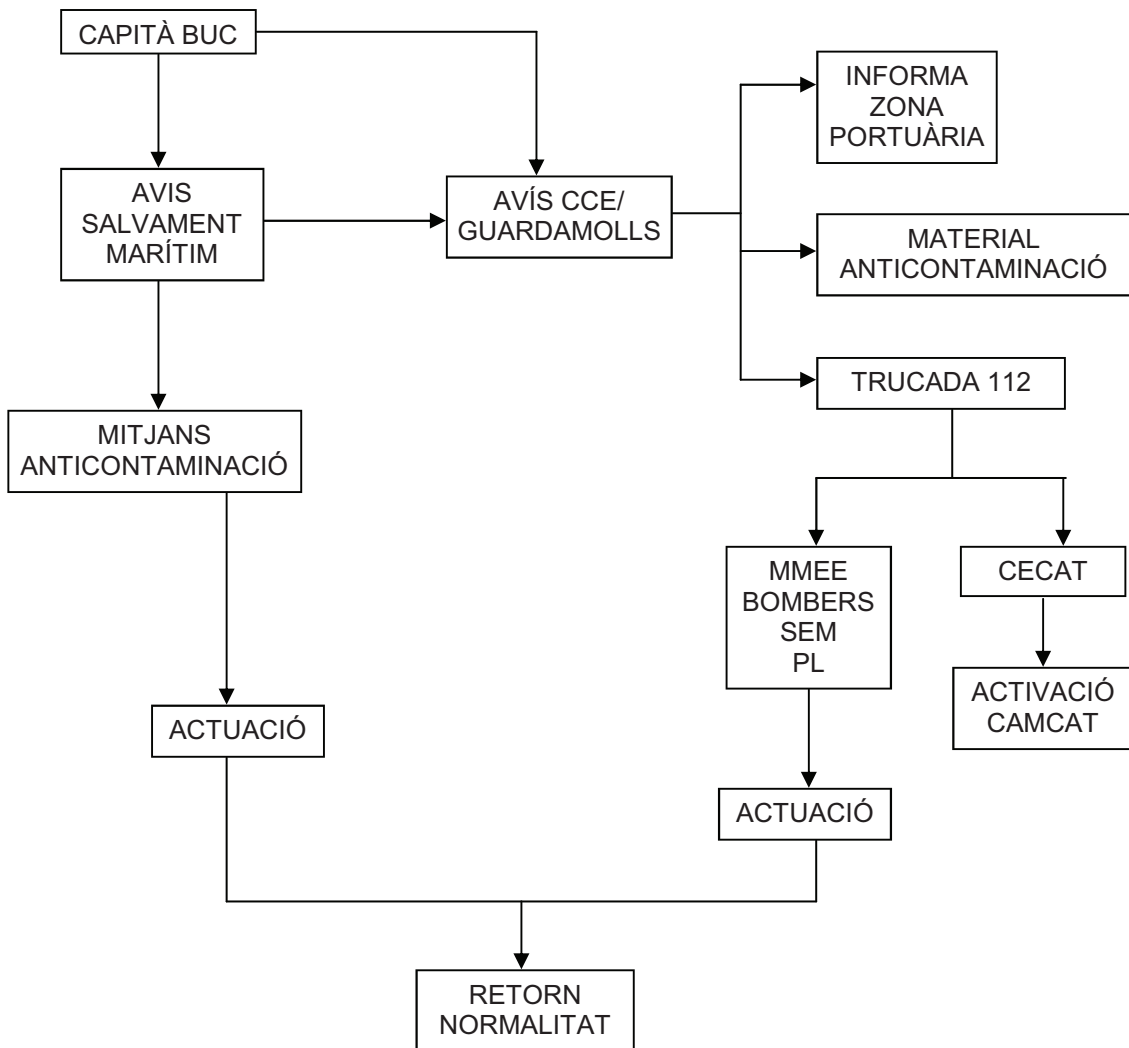 CAPITÀ BUC
INFORMA
ZONA
PORTUÀRIA
AVIS
SALVAMENT
MARÍTIM
AVÍS CCE/
GUARDAMOLLS
MATERIAL
ANTICONTAMINACIÓ
TRUCADA 112
MITJANS
ANTICONTAMINACIÓ
MMEE
BOMBERS
SEM
PL
CECAT
ACTIVACIÓ
CAMCAT
ACTUACIÓ
ACTUACIÓ
RETORN
NORMALITAT